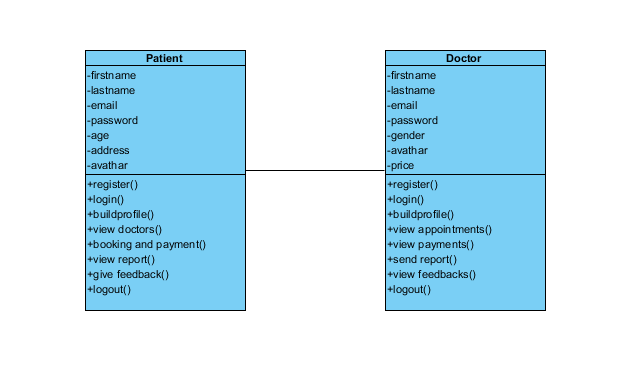 Patient
-firstname
-lastname
-email
-password
-age
-address
-avathar
+register()
+login()
+buildprofile()
+view doctors()
+booking and payment()
+view report()
+give feedback()
+logout()
Doctor
-firstname
-lastname
-email
-password
-gender
-avathar
-price
+register()
+login()
+buildprofile()
+view appointments()
+view payments()
+send report()
+view feedbacks()
+logout()